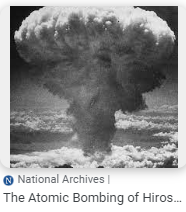 N National Archives |
The Atomic Bombing of Hiros...